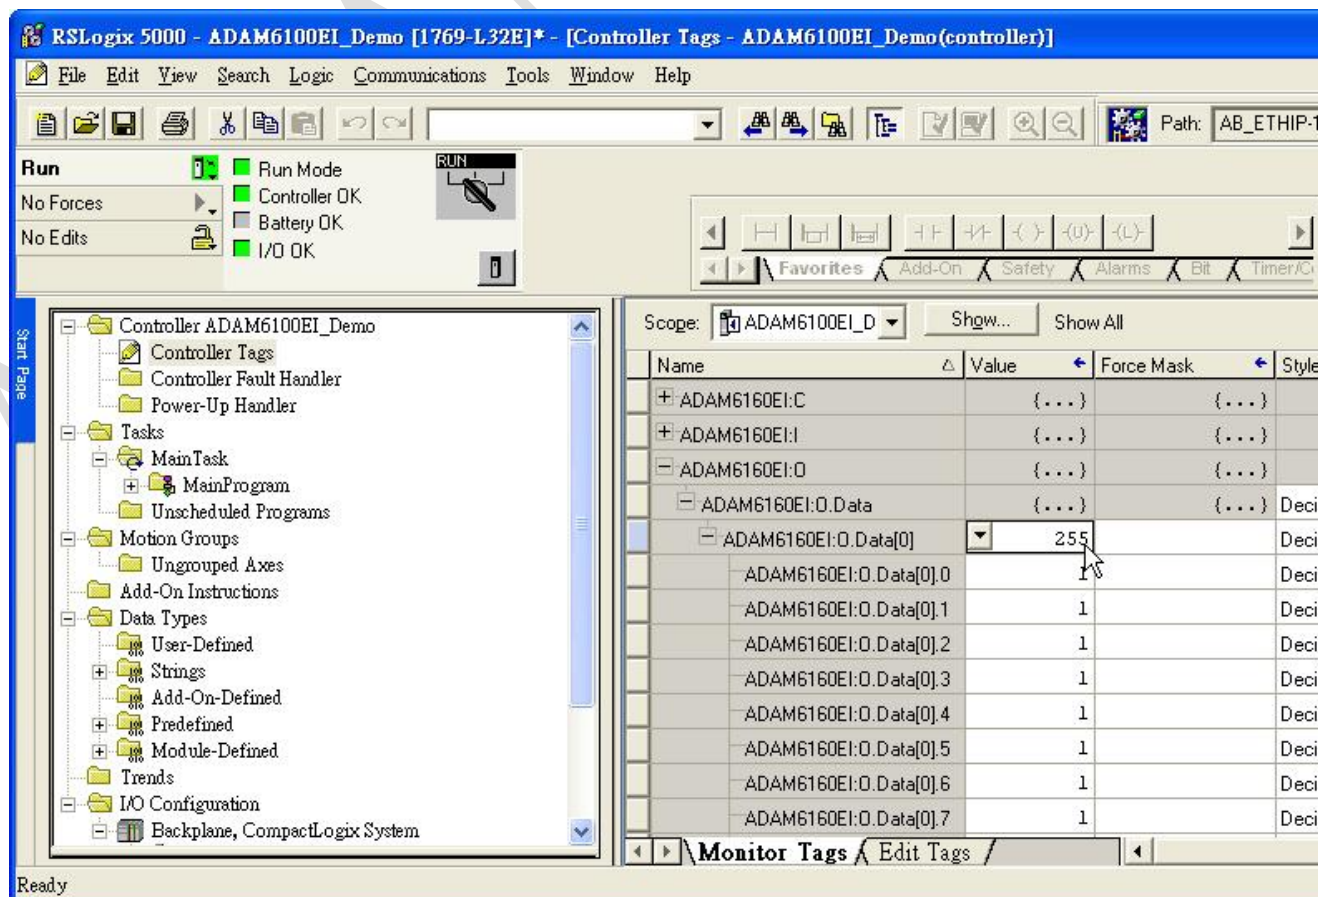 RSLogix 5000 - ADAM6100EI_Demo [1769-L32E]* - [Controller Tags - ADAM6100EI_Demo(controller)]
File Edit View Search Logic Communications Tools Window Help
Path: AB_ETHIP-1
Run
Run Mode
RUN
No Forces
Controller OK
Battery OK
No Edits
I/O OK
Favorites Add-On Safety Alarms Bit Timer/C
Start Page
Controller ADAM6100EI_Demo
Controller Tags
Controller Fault Handler
Power-Up Handler
Tasks
MainTask
MainProgram
Unscheduled Programs
Motion Groups
Ungrouped Axes
Add-On Instructions
Data Types
User-Defined
Strings
Add-On-Defined
Predefined
Module-Defined
Trends
I/O Configuration
Backplane, CompactLogix System
Scope: ADAM6100EI_D Show... Show All
Name Value Force Mask Style
ADAM6160EI:C {...} {...}
ADAM6160EI:I {...} {...}
ADAM6160EI:O {...} {...}
ADAM6160EI:O.Data {...} {...} Deci
ADAM6160EI:O.Data[0] 255 Deci
ADAM6160EI:O.Data[0].0 1 Deci
ADAM6160EI:O.Data[0].1 1 Deci
ADAM6160EI:O.Data[0].2 1 Deci
ADAM6160EI:O.Data[0].3 1 Deci
ADAM6160EI:O.Data[0].4 1 Deci
ADAM6160EI:O.Data[0].5 1 Deci
ADAM6160EI:O.Data[0].6 1 Deci
ADAM6160EI:O.Data[0].7 1 Deci
Monitor Tags Edit Tags
Ready